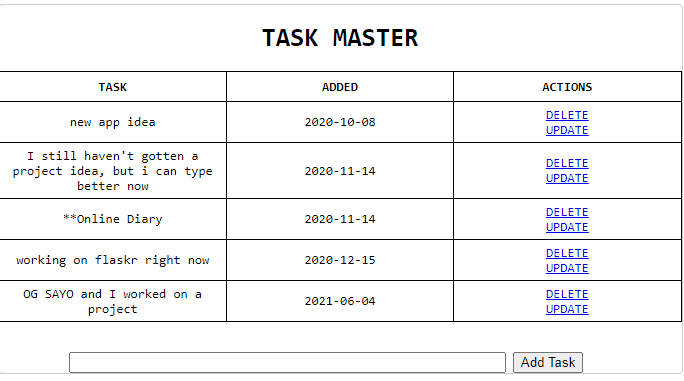 TASK MASTER
TASK ADDED ACTIONS
new app idea 2020-10-08 DELETE
UPDATE
I still haven't gotten a
project idea, but i can type
better now
2020-11-14
DELETE
UPDATE
**Online Diary 2020-11-14 DELETE
UPDATE
working on flaskr right now 2020-12-15 DELETE
UPDATE
OG SAYO and I worked on a
project
2021-06-04
DELETE
UPDATE
Add Task